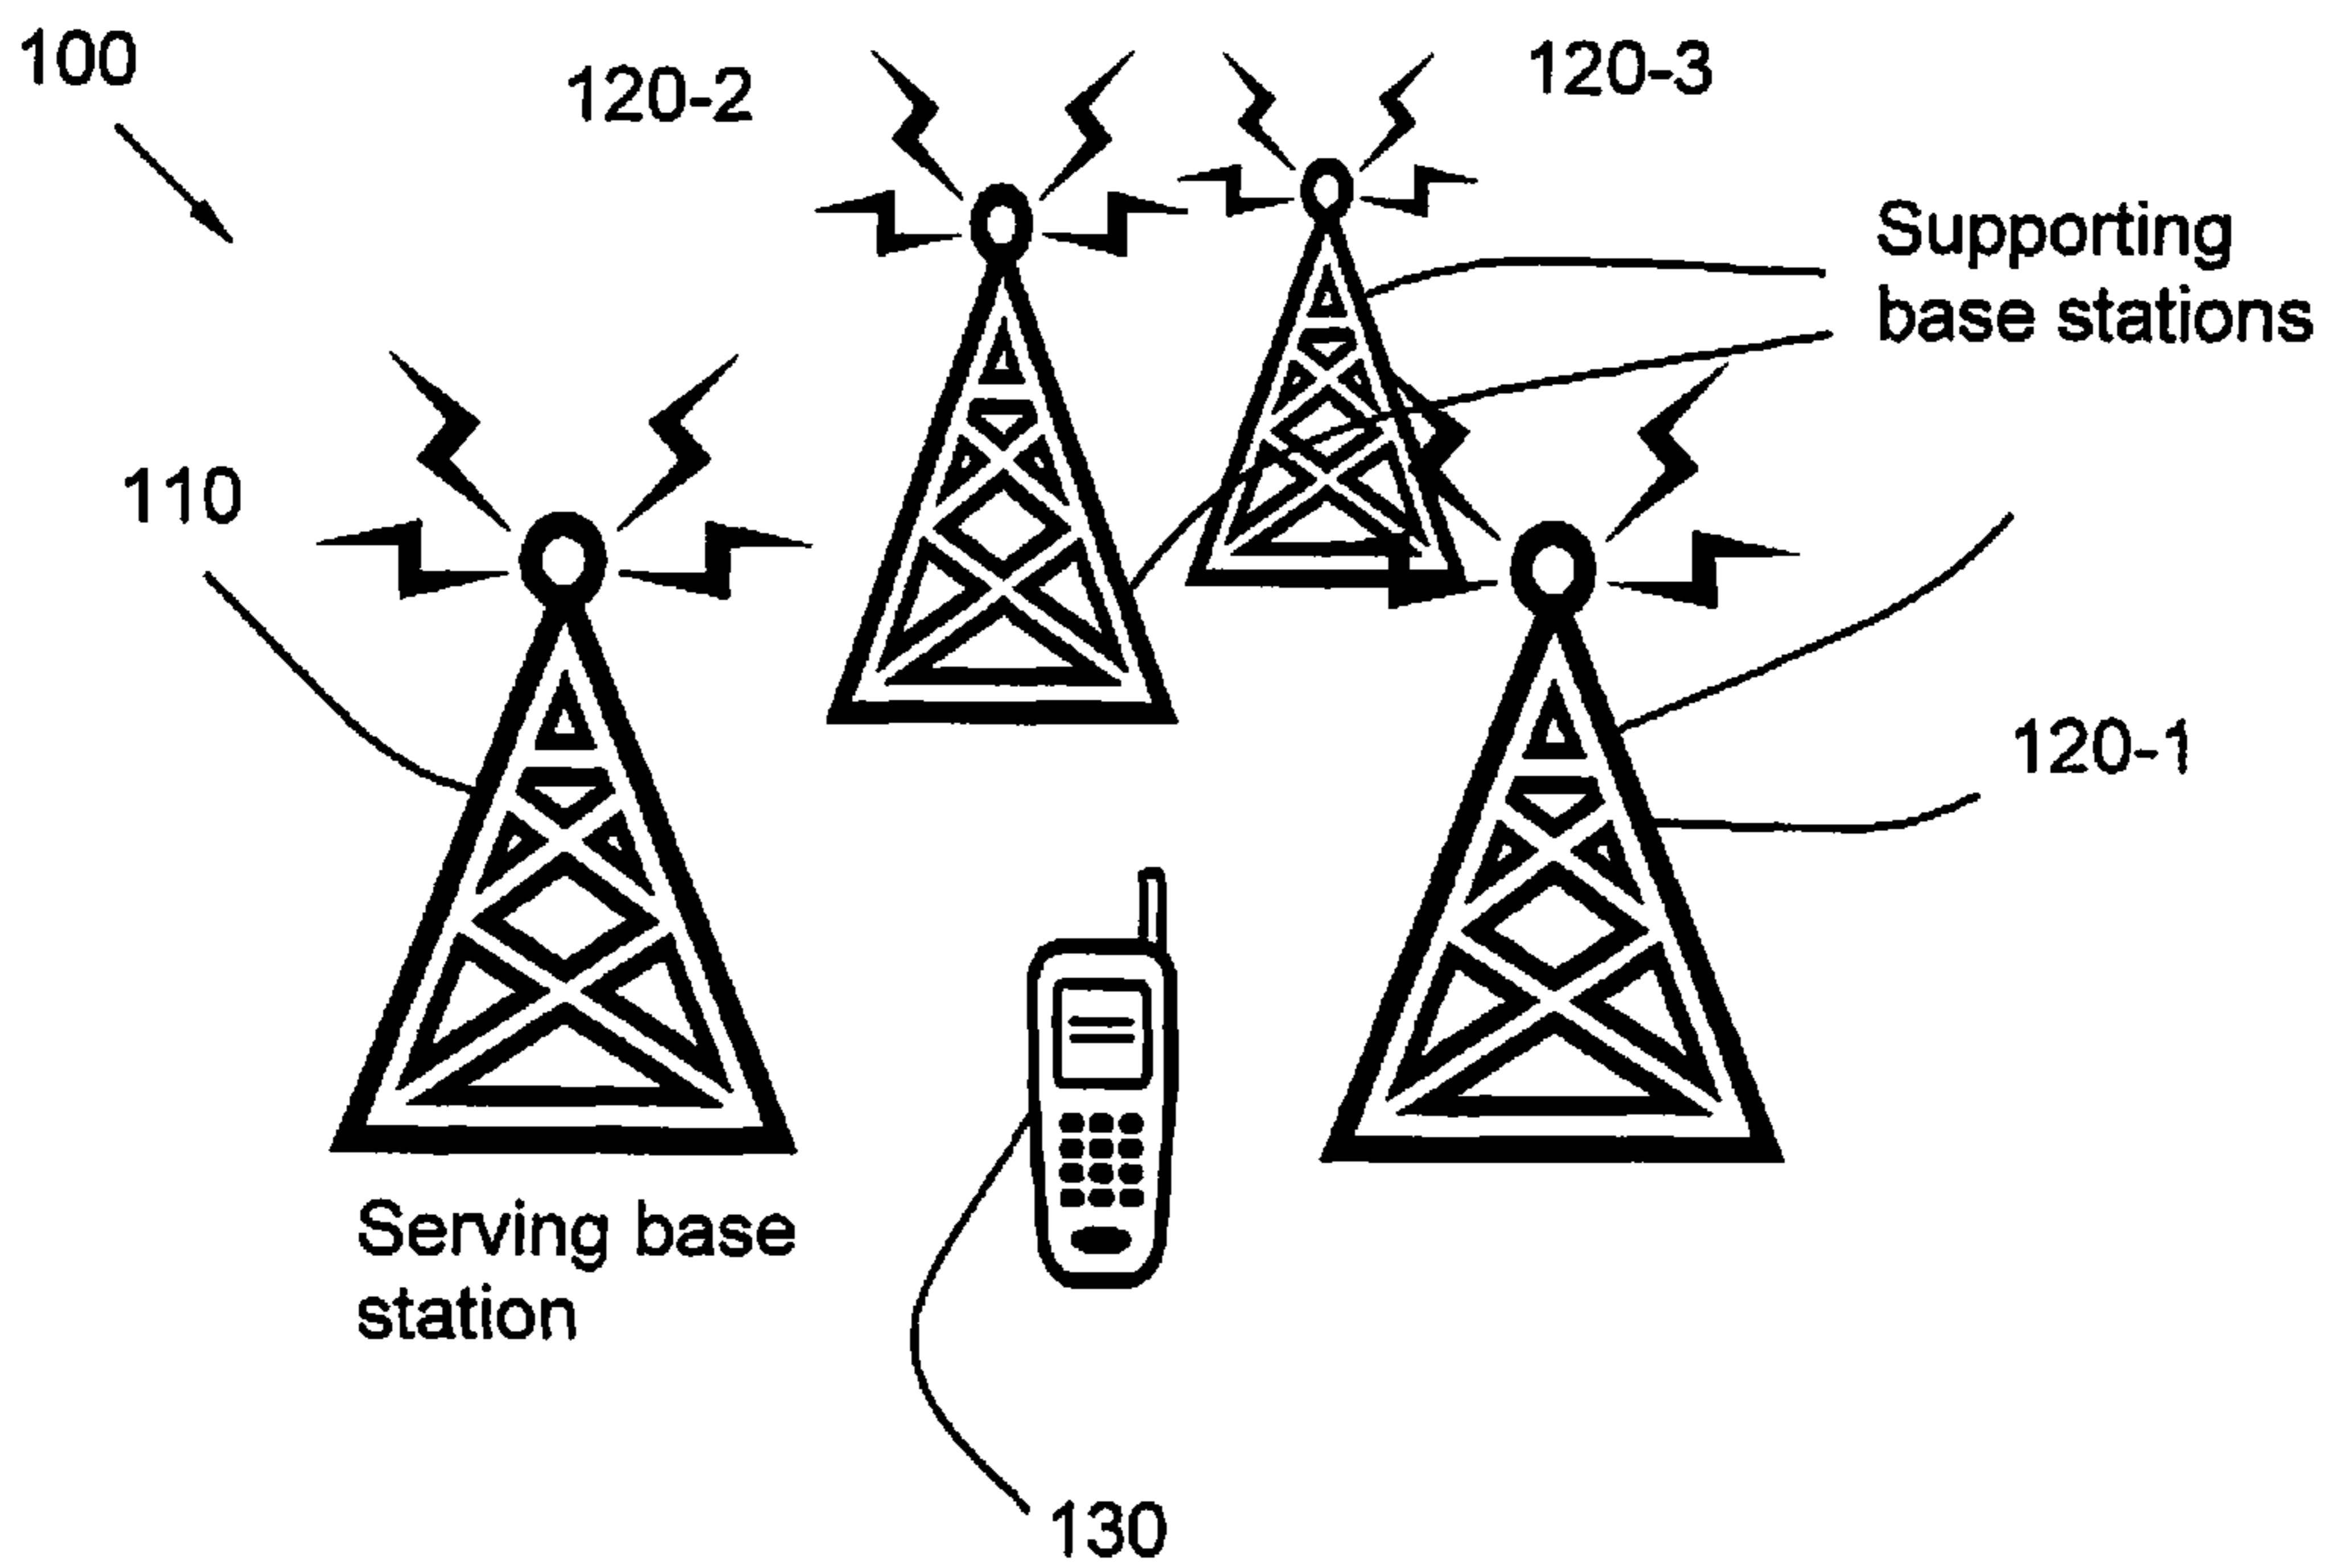 100
120-2
120-3
Supporting
base stations
110
120-1
Serving base
station
130